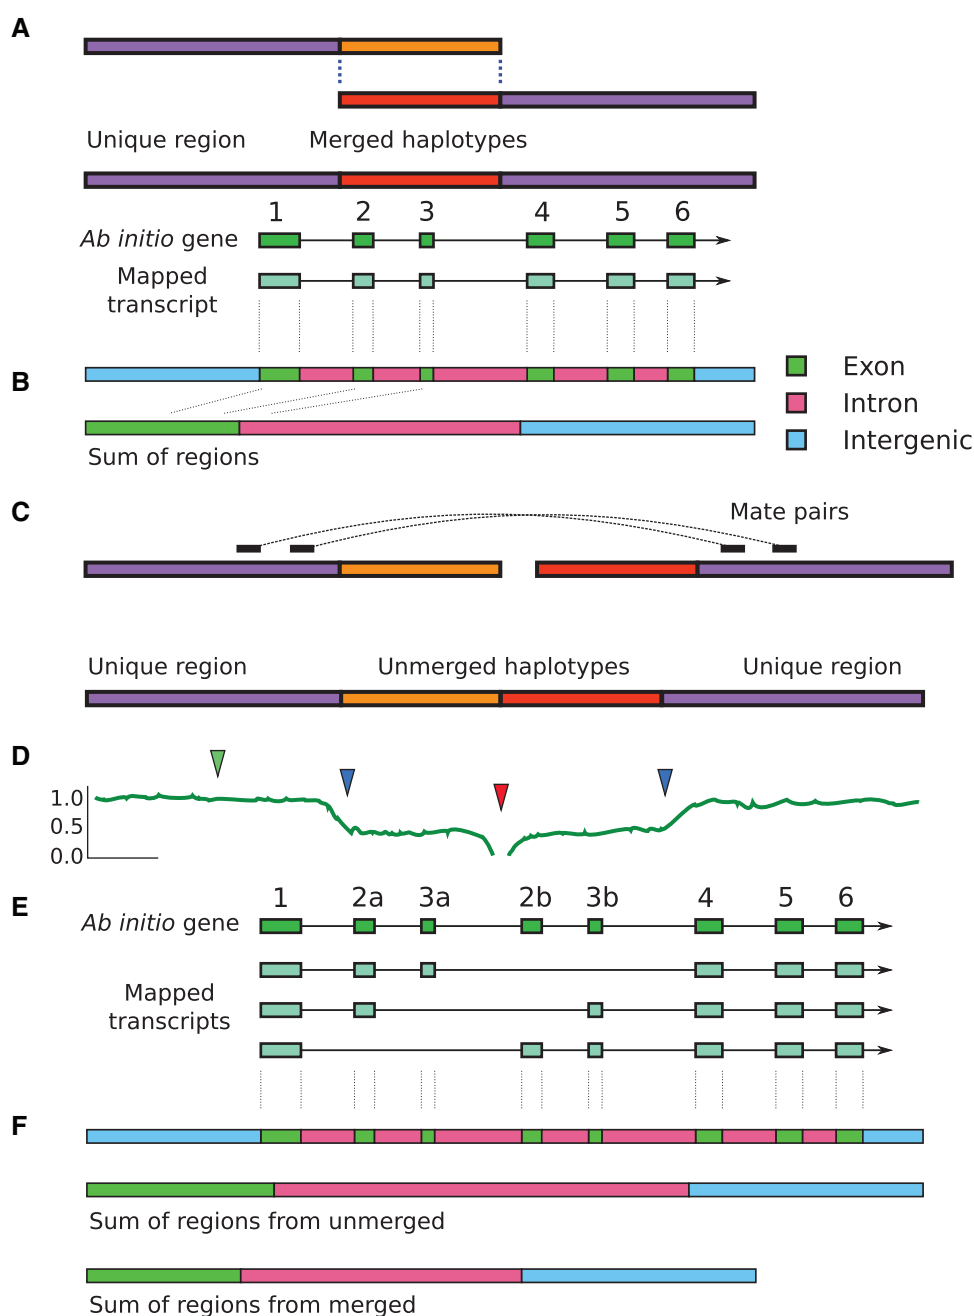 A
Unique region Merged haplotypes
1 2 3 4 5 6
Ab initio gene
Mapped
transcript
B
Exon
Intron
Intergenic
Sum of regions
C
Mate pairs
Unique region Unmerged haplotypes Unique region
D
1.0
0.5
0.0
E
1 2a 3a 2b 3b 4 5 6
Ab initio gene
Mapped
transcripts
F
Sum of regions from unmerged
Sum of regions from merged